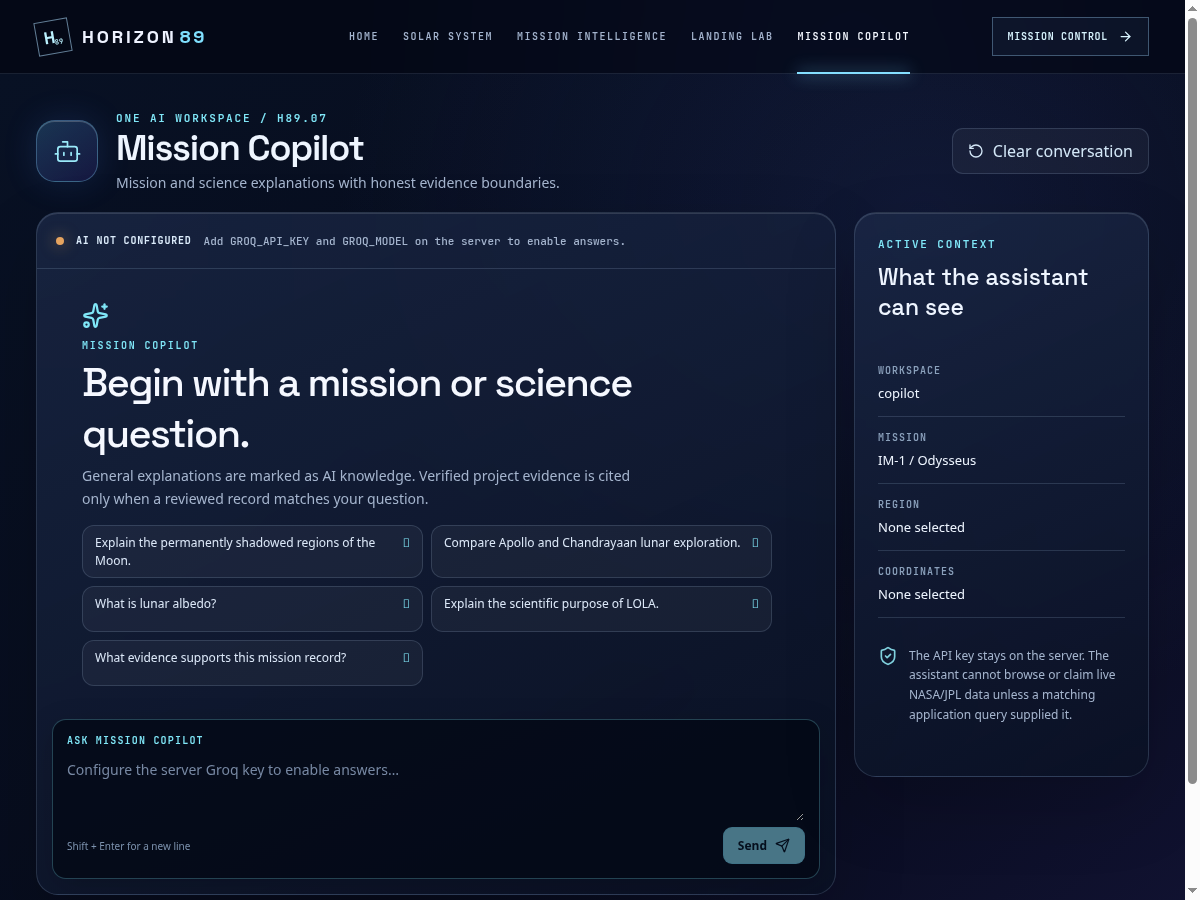 H89 HORIZON 89
HOME SOLAR SYSTEM MISSION INTELLIGENCE LANDING LAB MISSION COPILOT MISSION CONTROL
ONE AI WORKSPACE / H89.07
Mission Copilot
Mission and science explanations with honest evidence boundaries.
Clear conversation
AI NOT CONFIGURED Add GROQ_API_KEY and GROQ_MODEL on the server to enable answers.
MISSION COPILOT
Begin with a mission or science
question.
General explanations are marked as AI knowledge. Verified project evidence is cited
only when a reviewed record matches your question.
Explain the permanently shadowed regions of the
Moon.
Compare Apollo and Chandrayaan lunar exploration.
What is lunar albedo?
Explain the scientific purpose of LOLA.
What evidence supports this mission record?
ASK MISSION COPILOT
Configure the server Groq key to enable answers...
Shift + Enter for a new line
Send
ACTIVE CONTEXT
What the assistant
can see
WORKSPACE
copilot
MISSION
IM-1 / Odysseus
REGION
None selected
COORDINATES
None selected
The API key stays on the server. The
assistant cannot browse or claim live
NASA/JPL data unless a matching
application query supplied it.